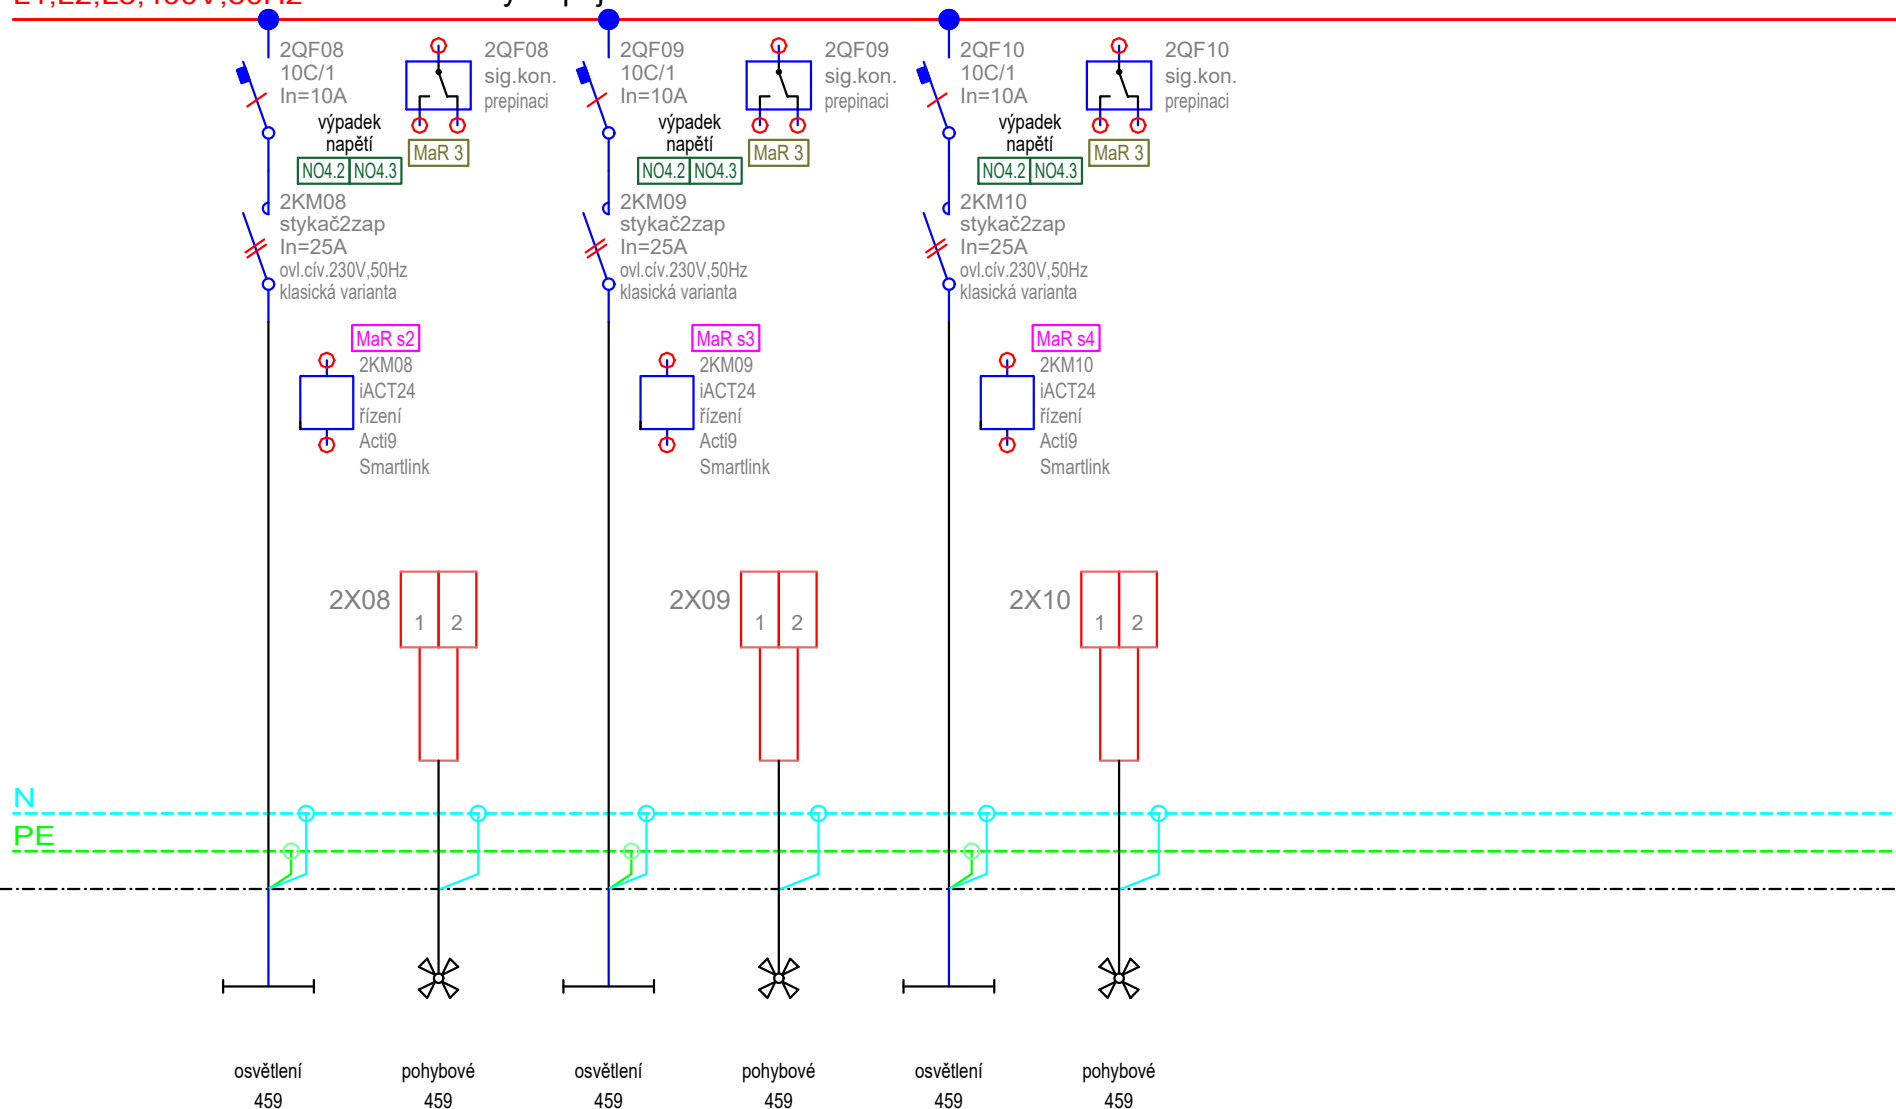 L1,L2,L3,400V,50Hz
2QF08
10C/1
In=10A
2QF08
sig.kon.
prepinaci
výpadek
napětí
NO4.2 NO4.3
MaR 3
2KM08
stykač2zap
In=25A
ovl.cív.230V,50Hz
klasická varianta
MaR s2
2KM08
iACT24
řízení
Acti9
Smartlink
2X08
1 2
2QF09
10C/1
In=10A
2QF09
sig.kon.
prepinaci
výpadek
napětí
NO4.2 NO4.3
MaR 3
2KM09
stykač2zap
In=25A
ovl.cív.230V,50Hz
klasická varianta
MaR s3
2KM09
iACT24
řízení
Acti9
Smartlink
2X09
1 2
2QF10
10C/1
In=10A
2QF10
sig.kon.
prepinaci
výpadek
napětí
NO4.2 NO4.3
MaR 3
2KM10
stykač2zap
In=25A
ovl.cív.230V,50Hz
klasická varianta
MaR s4
2KM10
iACT24
řízení
Acti9
Smartlink
2X10
1 2
N
PE
osvětlení
459
pohybové
459
osvětlení
459
pohybové
459
osvětlení
459
pohybové
459